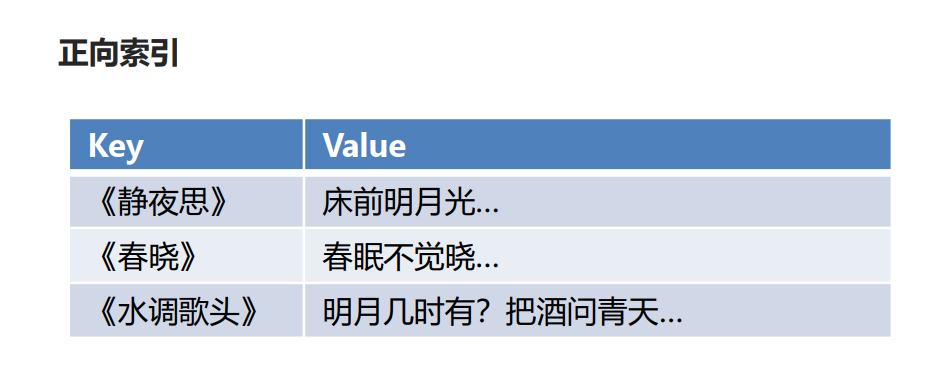 正向索引
Key Value
《静夜思》 床前明月光...
《春晓》 春眠不觉晓...
《水调歌头》 明月几时有？把酒问青天...